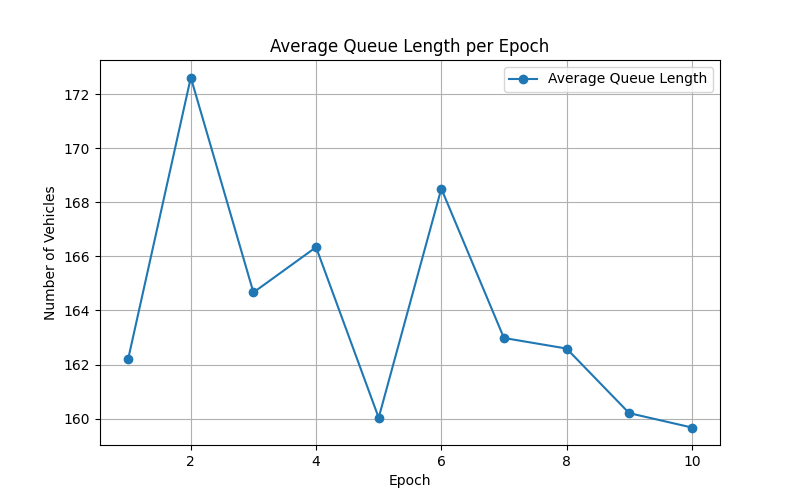 Average Queue Length per Epoch
Average Queue Length
Number of Vehicles
172
170
168
166
164
162
160
2 4 6 8 10
Epoch